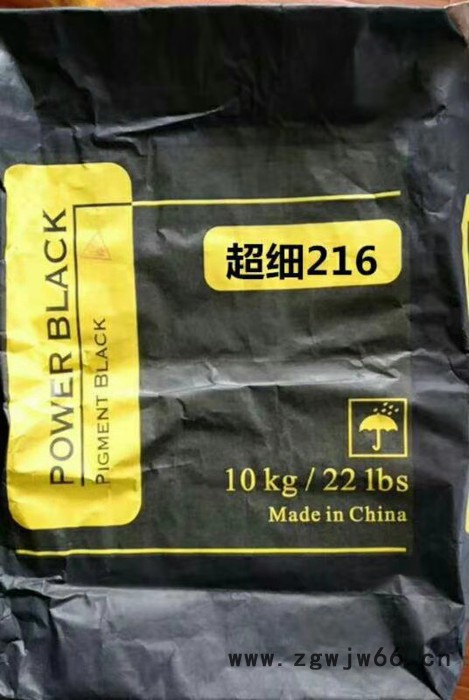 POWER BLACK
PIGMENT BLACK
超细216
10 kg / 22 lbs
Made in China
www.zgwjw66.cn